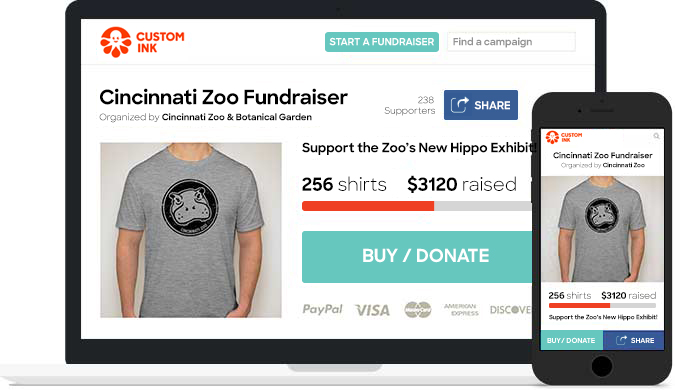 CUSTOM
INK
START A FUNDRAISER
Find a campaign
Cincinnati Zoo Fundraiser
Organized by Cincinnati Zoo & Botanical Garden
238
Supporters
SHARE
Support the Zoo's New Hippo Exhibit!
256 shirts $3120 raised
BUY / DONATE
PayPal VISA MasterCard AMERICAN
EXPRESS DISCOVE
CINCINNATI ZOO
CUSTOM
INK
Cincinnati Zoo Fundraiser
Organized by Cincinnati Zoo
256 shirts $3120 raised
Support the Zoo's New Hippo Exhibit!
BUY/ DONATE
SHARE